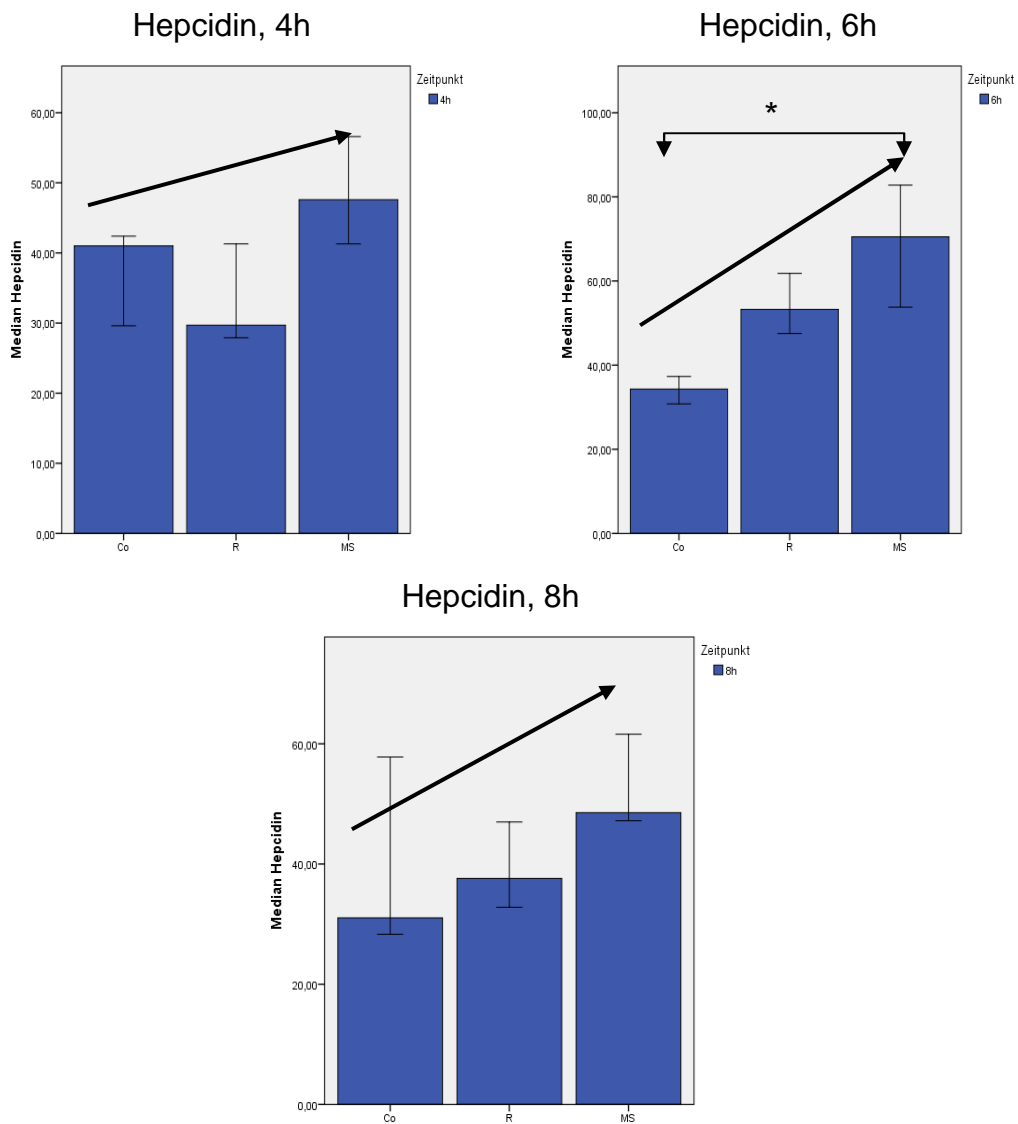 Hepcidin, 4h
Zeitpunkt
4h
Median Hepcidin
60,00
50,00
40,00
30,00
20,00
10,00
0,00
Co R MS
Hepcidin, 6h
Zeitpunkt
6h
*
Median Hepcidin
100,00
80,00
60,00
40,00
20,00
0,00
Co R MS
Hepcidin, 8h
Zeitpunkt
8h
Median Hepcidin
60,00
40,00
20,00
0,00
Co R MS